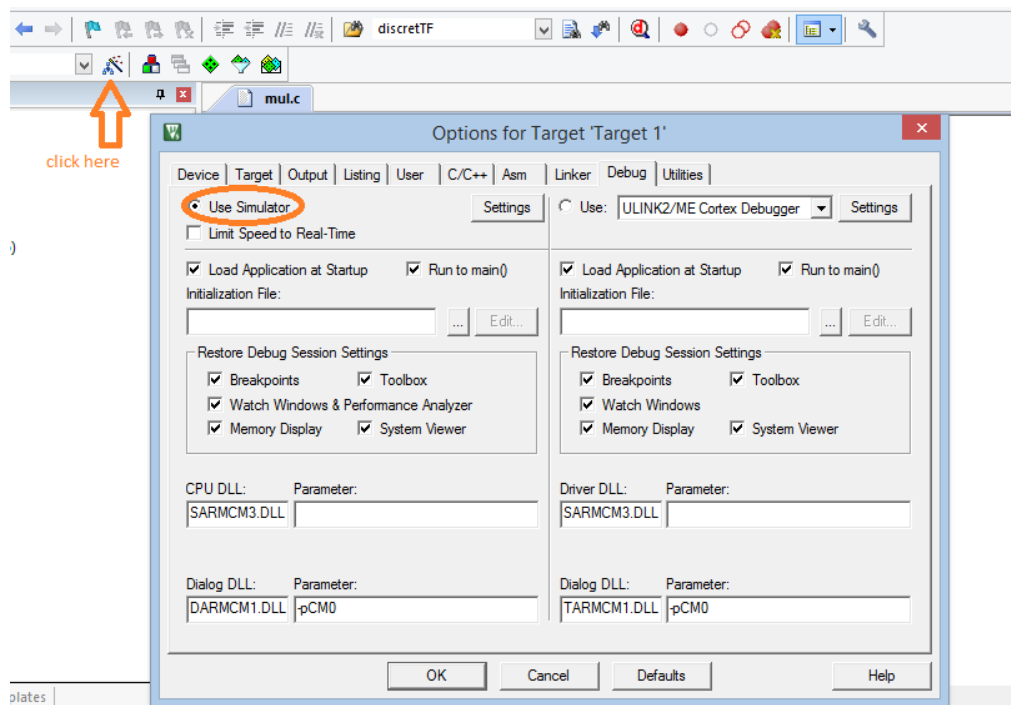 discretTF
mul.c
click here
Options for Target 'Target 1'
Device Target Output Listing User C/C++ Asm Linker Debug Utilities
Use Simulator Settings Use: ULINK2/ME Cortex Debugger Settings
Limit Speed to Real-Time
)
Load Application at Startup Run to main() Load Application at Startup Run to main()
Initialization File: Initialization File:
... Edit... ... Edit...
Restore Debug Session Settings Restore Debug Session Settings
Breakpoints Toolbox Breakpoints Toolbox
Watch Windows & Performance Analyzer Watch Windows
Memory Display System Viewer Memory Display System Viewer
CPU DLL: Parameter: Driver DLL: Parameter:
SARMCM3.DLL SARMCM3.DLL
Dialog DLL: Parameter: Dialog DLL: Parameter:
DARMCM1.DLL -pCM0 TARMCM1.DLL -pCM0
OK Cancel Defaults Help
plates